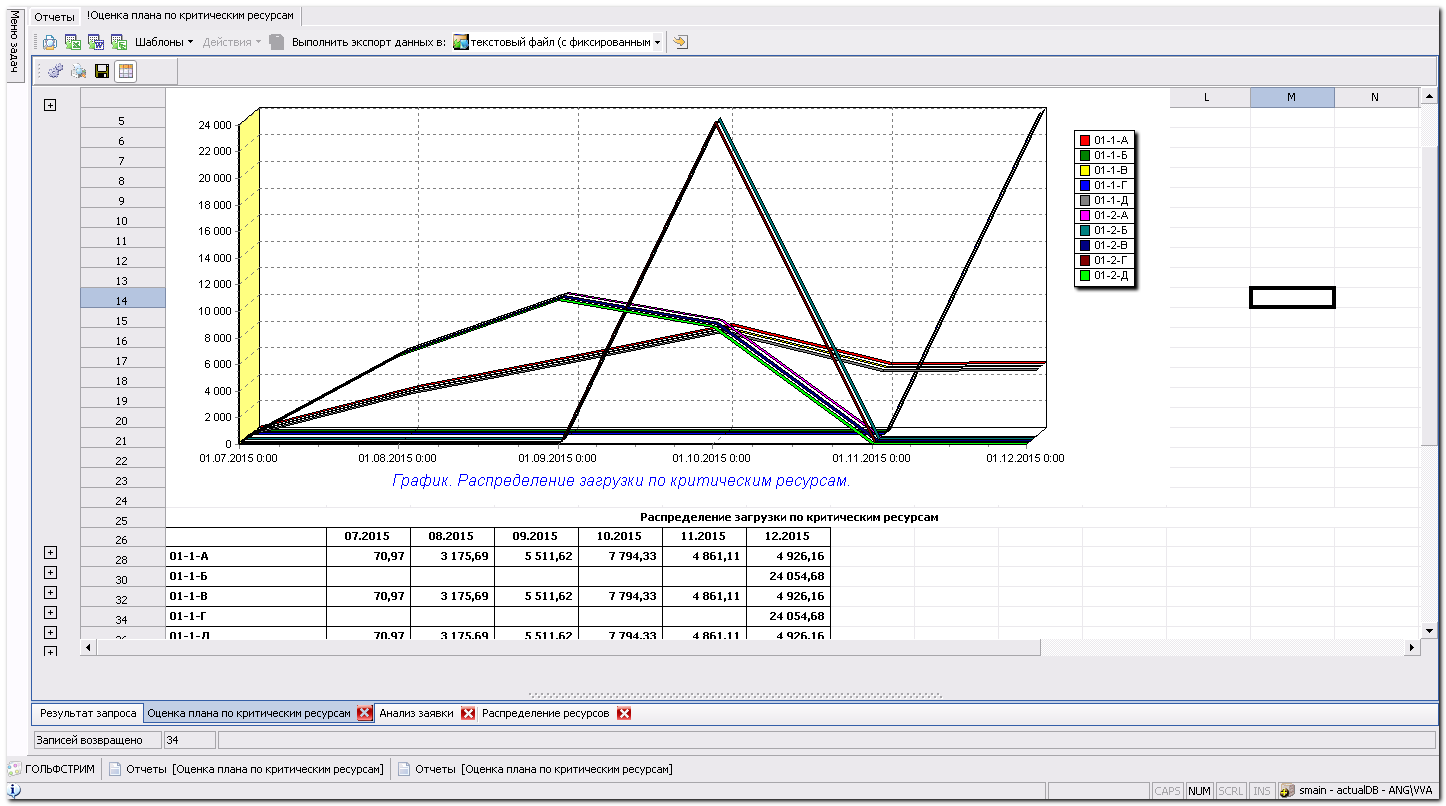 Меню задач
Отчеты !Оценка плана по критическим ресурсам
Шаблоны Действия Выполнить экспорт данных в: текстовый файл (с фиксированным
L M N
5
6
7
8
9
10
11
12
13
14
15
16
17
18
19
20
21
22
23
24
25
26
28
30
32
34
24 000
22 000
20 000
18 000
16 000
14 000
12 000
10 000
8 000
6 000
4 000
2 000
0
01.07.2015 0:00 01.08.2015 0:00 01.09.2015 0:00 01.10.2015 0:00 01.11.2015 0:00 01.12.2015 0:00
01-1-А
01-1-Б
01-1-В
01-1-Г
01-1-Д
01-2-А
01-2-Б
01-2-В
01-2-Г
01-2-Д
График. Распределение загрузки по критическим ресурсам.
Распределение загрузки по критическим ресурсам
07.2015 08.2015 09.2015 10.2015 11.2015 12.2015
01-1-А 70,97 3 175,69 5 511,62 7 794,33 4 861,11 4 926,16
01-1-Б 24 054,68
01-1-В 70,97 3 175,69 5 511,62 7 794,33 4 861,11 4 926,16
01-1-Г 24 054,68
01-1-Д 70,97 3 175,69 5 511,62 7 794,33 4 861,11 4 926,16
Результат запроса Оценка плана по критическим ресурсам Анализ заявки Распределение ресурсов
Записей возвращено 34
ГОЛЬФСТРИМ Отчеты [Оценка плана по критическим ресурсам] Отчеты [Оценка плана по критическим ресурсам]
CAPS NUM SCRL INS smain - actualDB - ANG\VVA